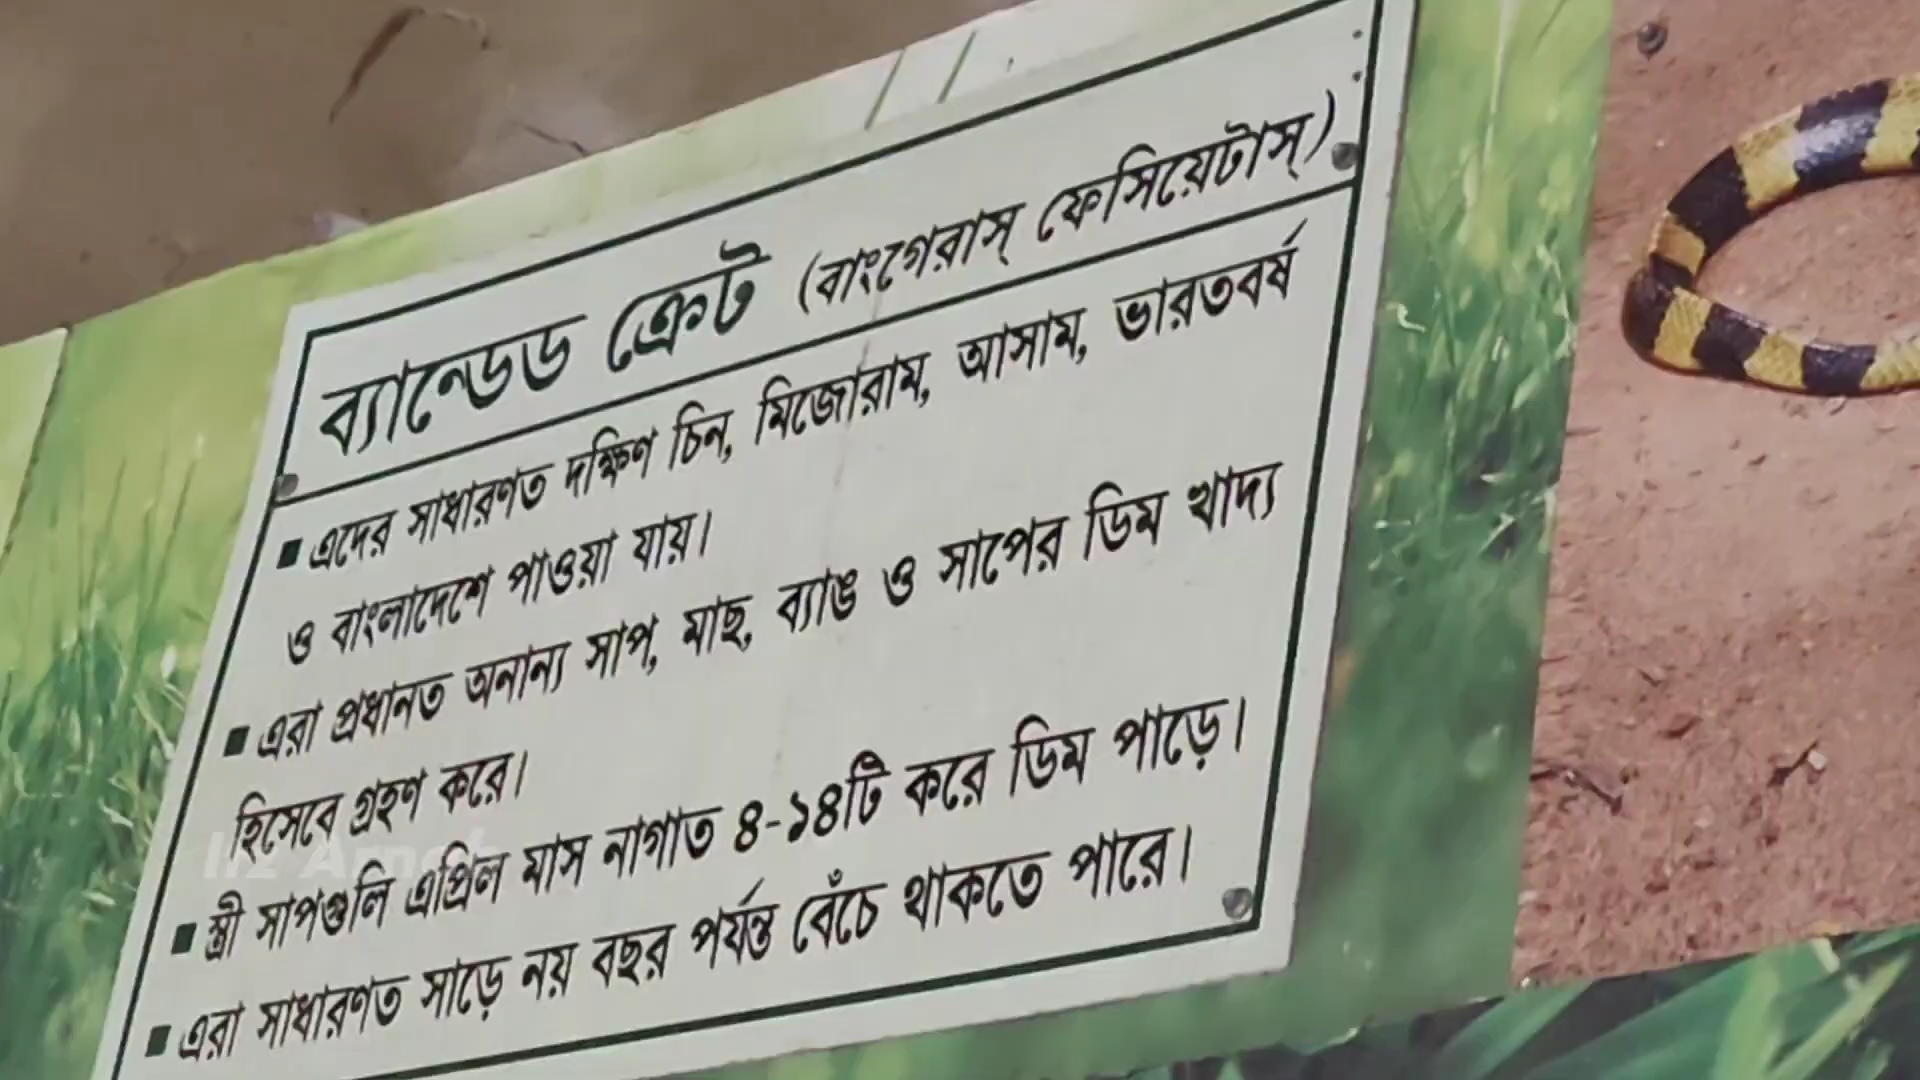 ব্যান্ডেড ক্রেট (বাংগেরাস্ ফেসিয়েটাস্)
▪ এদের সাধারণত দক্ষিণ চিন, মিজোরাম, আসাম, ভারতবর্ষ
ও বাংলাদেশে পাওয়া যায়।
▪ এরা প্রধানত অনান্য সাপ, মাছ, ব্যাঙ ও সাপের ডিম খাদ্য
হিসেবে গ্রহণ করে।
▪ স্ত্রী সাপগুলি এপ্রিল মাস নাগাত ৪-১৪টি করে ডিম পাড়ে।
▪ এরা সাধারণত সাড়ে নয় বছর পর্যন্ত বেঁচে থাকতে পারে।